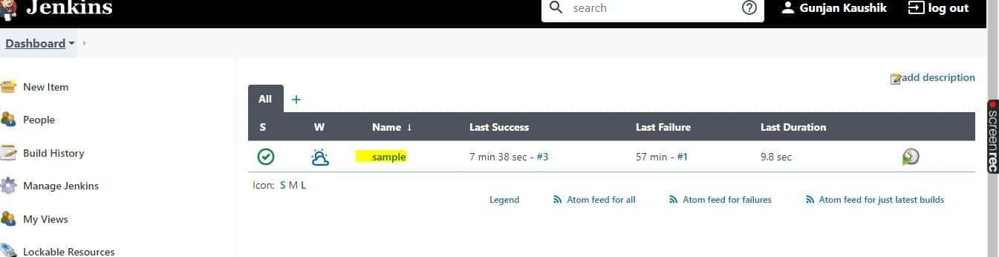 Jenkins
search
Gunjan Kaushik
log out
Dashboard
New Item
People
Build History
Manage Jenkins
My Views
Lockable Resources
add description
All +
S W Name ↓ Last Success Last Failure Last Duration
sample 7 min 38 sec - #3 57 min - #1 9.8 sec
Icon: S M L
Legend Atom feed for all Atom feed for failures Atom feed for just latest builds
screenrec